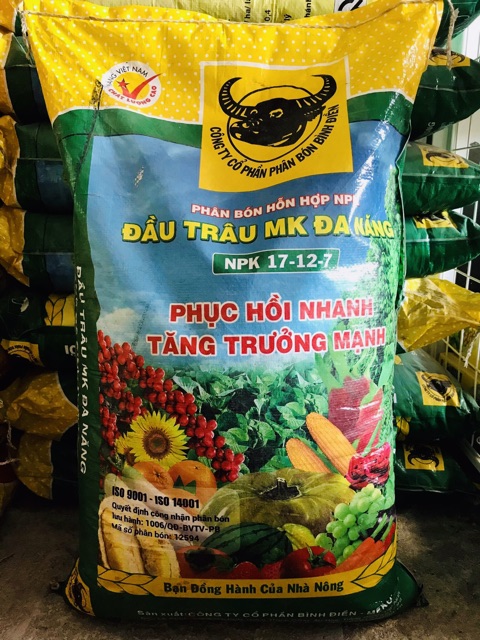 HÀNG VIỆT NAM
CHẤT LƯỢNG CAO
CÔNG TY CỔ PHẦN PHÂN BÓN BÌNH ĐIỀN
PHÂN BÓN HỖN HỢP NPK
ĐẦU TRÂU MK ĐA NĂNG
NPK 17-12-7
PHỤC HỒI NHANH
TĂNG TRƯỞNG MẠNH
ĐẦU TRÂU MK ĐA NĂNG
ISO 9001 - ISO 14001
Quyết định công nhận phân bón
lưu hành: 1006/QĐ-BVTV-PB
Mã số phân bón: 12594
Bạn Đồng Hành Của Nhà Nông
Sản xuất: CÔNG TY CỔ PHẦN BÌNH ĐIỀN - MEKO